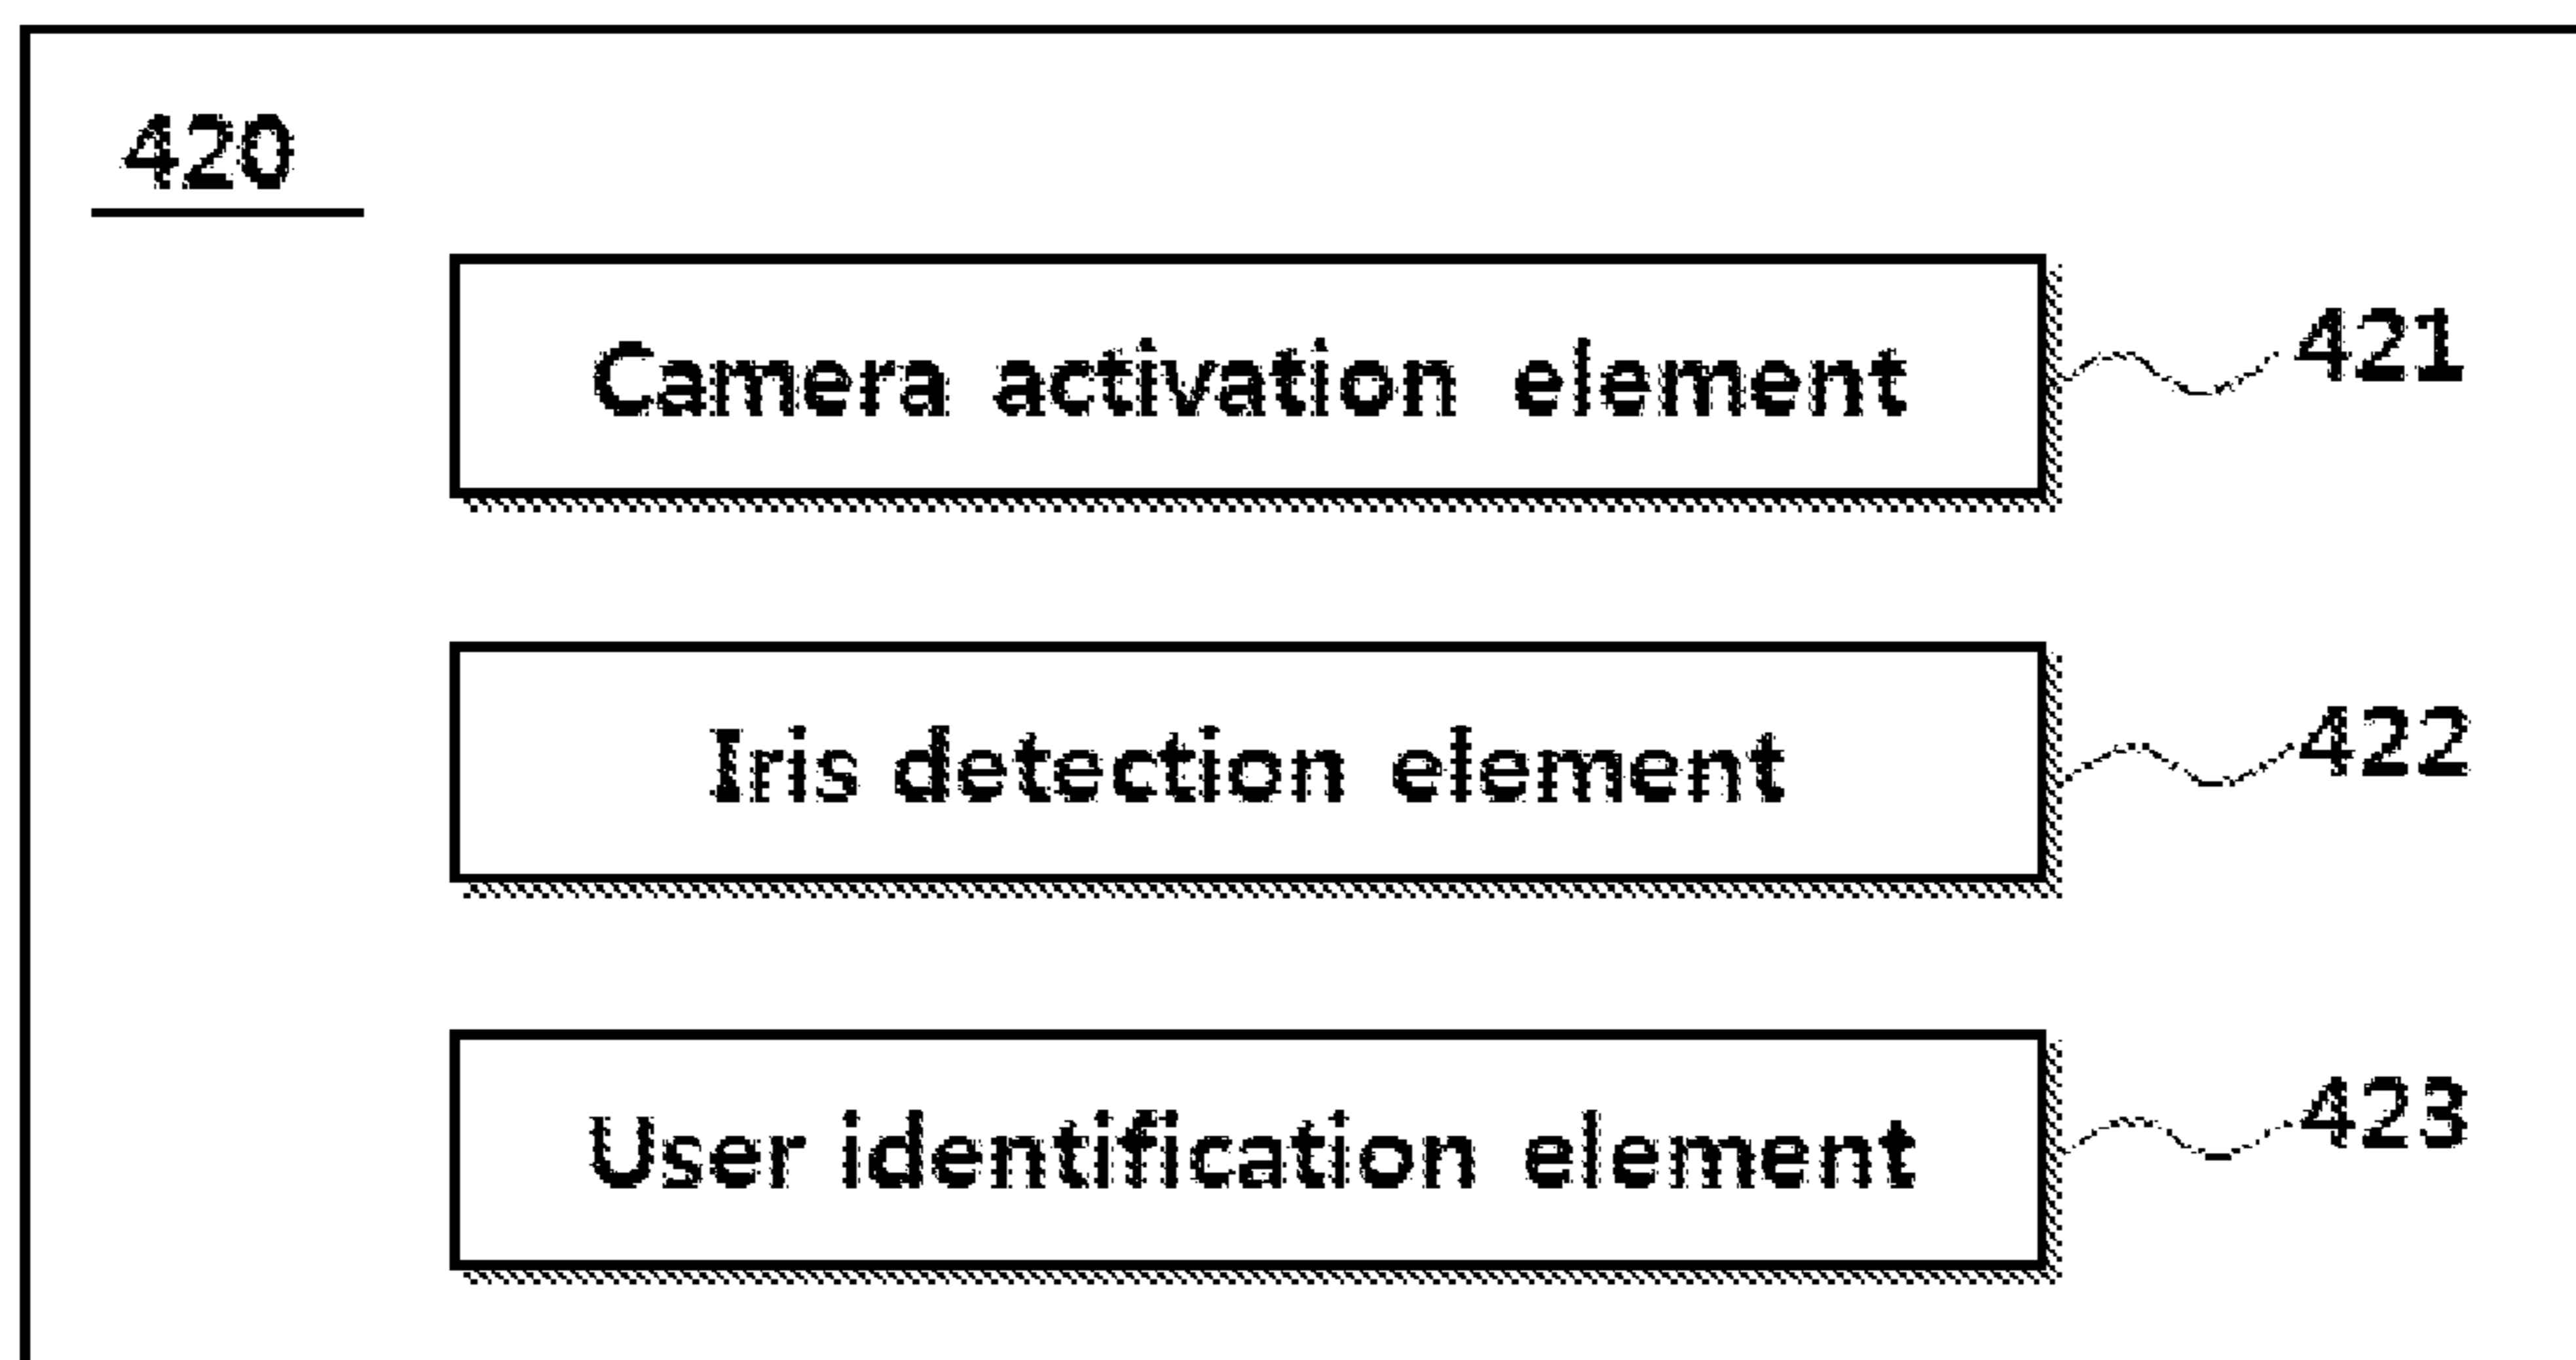 420
Camera activation element 421
Iris detection element 422
User identification element 423